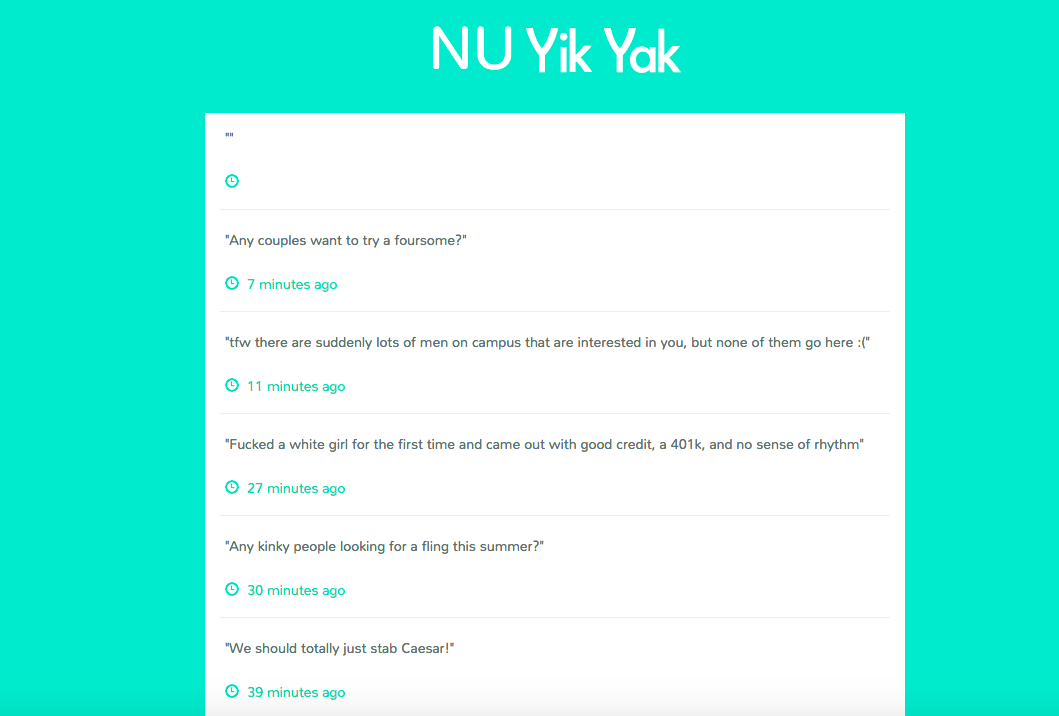 NU Yik Yak
""
"Any couples want to try a foursome?"
7 minutes ago
"tfw there are suddenly lots of men on campus that are interested in you, but none of them go here :("
11 minutes ago
"Fucked a white girl for the first time and came out with good credit, a 401k, and no sense of rhythm"
27 minutes ago
"Any kinky people looking for a fling this summer?"
30 minutes ago
"We should totally just stab Caesar!"
39 minutes ago